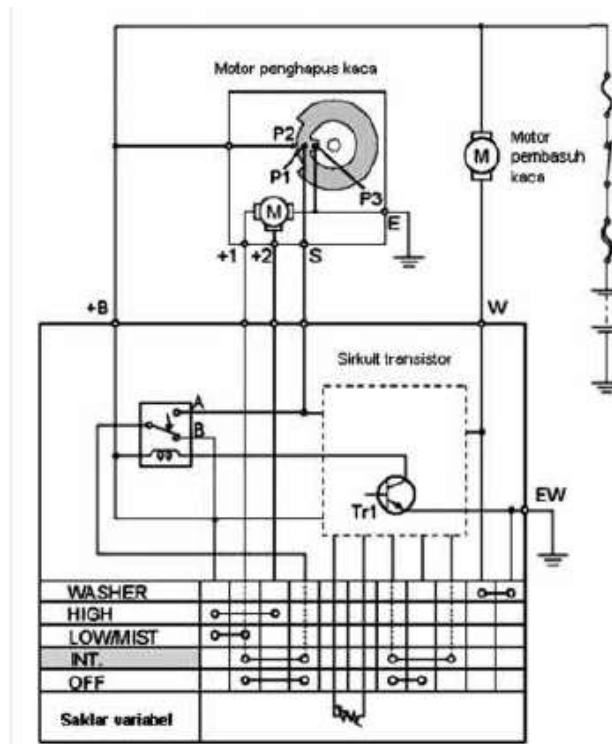 Motor penghapus kaca
P2
P1
P3
M
E
+1
+2
S
M
Motor
pembasuh
kaca
+B
W
Sirkuit transistor
A
B
Tr1
EW
WASHER
HIGH
LOW/MIST
INT.
OFF
Saklar variabel